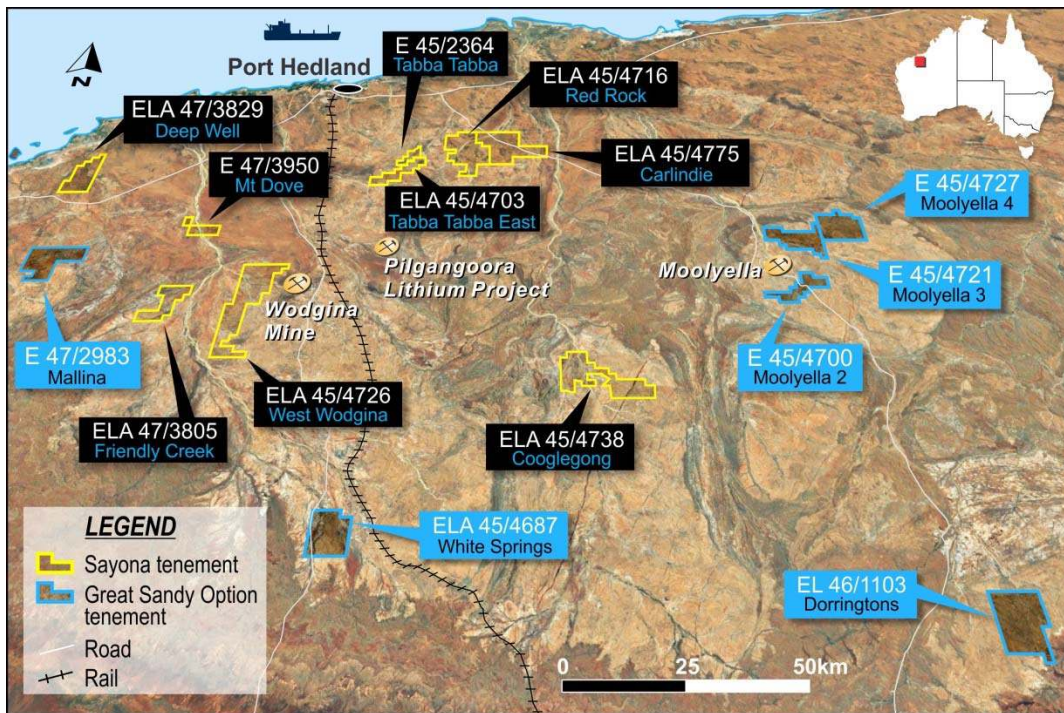 N
Port Hedland
E 45/2364
Tabba Tabba
ELA 45/4716
Red Rock
ELA 47/3829
Deep Well
E 47/3950
Mt Dove
ELA 45/4775
Carlindie
ELA 45/4703
Tabba Tabba East
E 45/4727
Moolyella 4
Pilgangoora
Lithium Project
Moolyella
E 45/4721
Moolyella 3
Wodgina
Mine
E 47/2983
Mallina
E 45/4700
Moolyella 2
ELA 45/4726
West Wodgina
ELA 47/3805
Friendly Creek
ELA 45/4738
Cooglegong
ELA 45/4687
White Springs
EL 46/1103
Dorringtons
LEGEND
Sayona tenement
Great Sandy Option
tenement
Road
Rail
0 25 50km